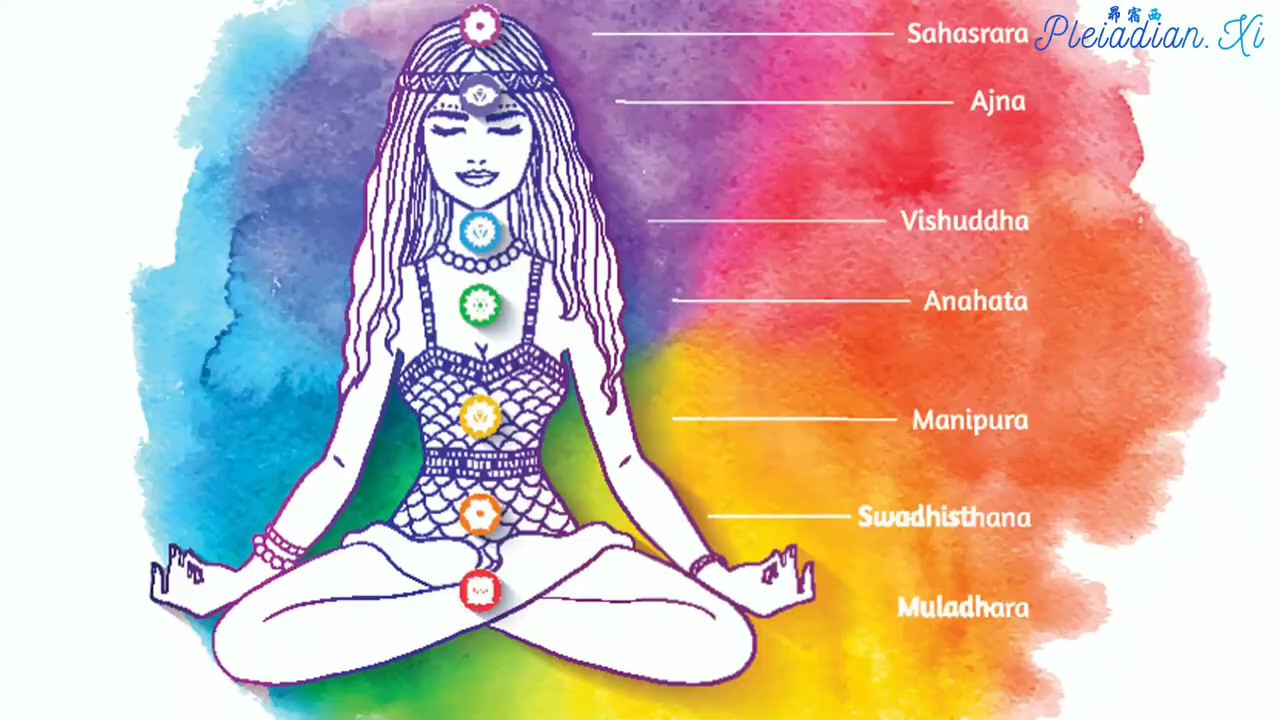 昴宿西
Pleiadian.Xi
Sahasrara
Ajna
Vishuddha
Anahata
Manipura
Swadhisthana
Muladhara